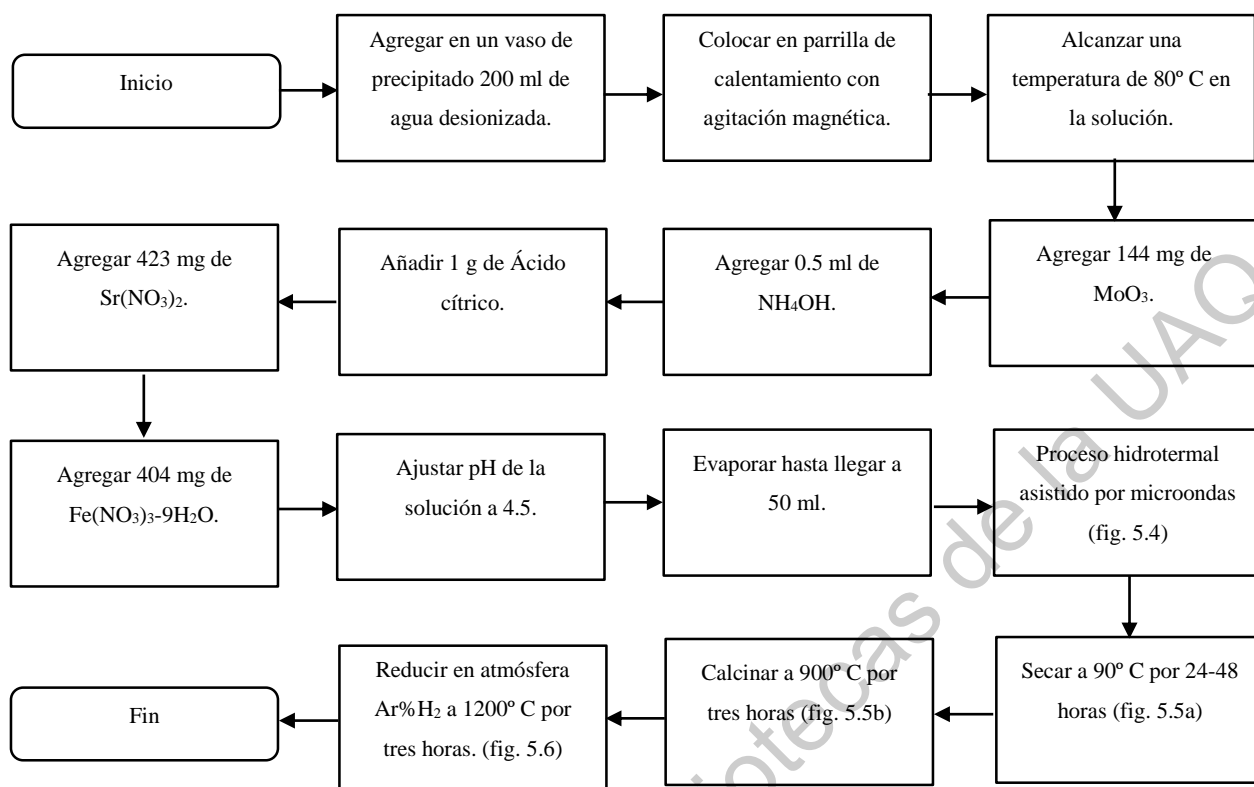 Inicio
Agregar en un vaso de
precipitado 200 ml de
agua desionizada.
Colocar en parrilla de
calentamiento con
agitación magnética.
Alcanzar una
temperatura de 80º C en
la solución.
Agregar 144 mg de
MoO₃.
Agregar 0.5 ml de
NH₄OH.
Añadir 1 g de Ácido
cítrico.
Agregar 423 mg de
Sr(NO₃)₂.
Agregar 404 mg de
Fe(NO₃)₃-9H₂O.
Ajustar pH de la
solución a 4.5.
Evaporar hasta llegar a
50 ml.
Proceso hidrotermal
asistido por microondas
(fig. 5.4)
Secar a 90º C por 24-48
horas (fig. 5.5a)
Calcinar a 900º C por
tres horas (fig. 5.5b)
Reducir en atmósfera
Ar%H₂ a 1200º C por
tres horas. (fig. 5.6)
Fin
de la UAQ